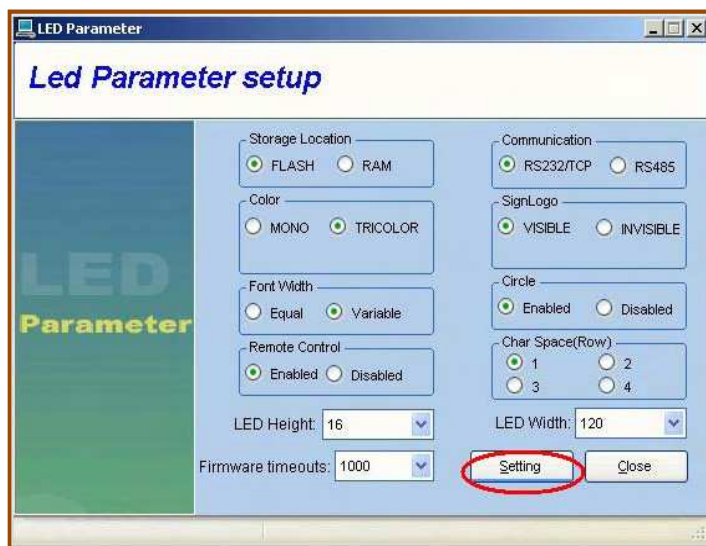 LED Parameter
Led Parameter setup
LED
Parameter
Storage Location
FLASH RAM
Communication
RS232/TCP RS485
Color
MONO TRICOLOR
SignLogo
VISIBLE INVISIBLE
Font Width
Equal Variable
Circle
Enabled Disabled
Remote Control
Enabled Disabled
Char Space(Row)
1 2
3 4
LED Height: 16
LED Width: 120
Firmware timeouts: 1000
Setting Close